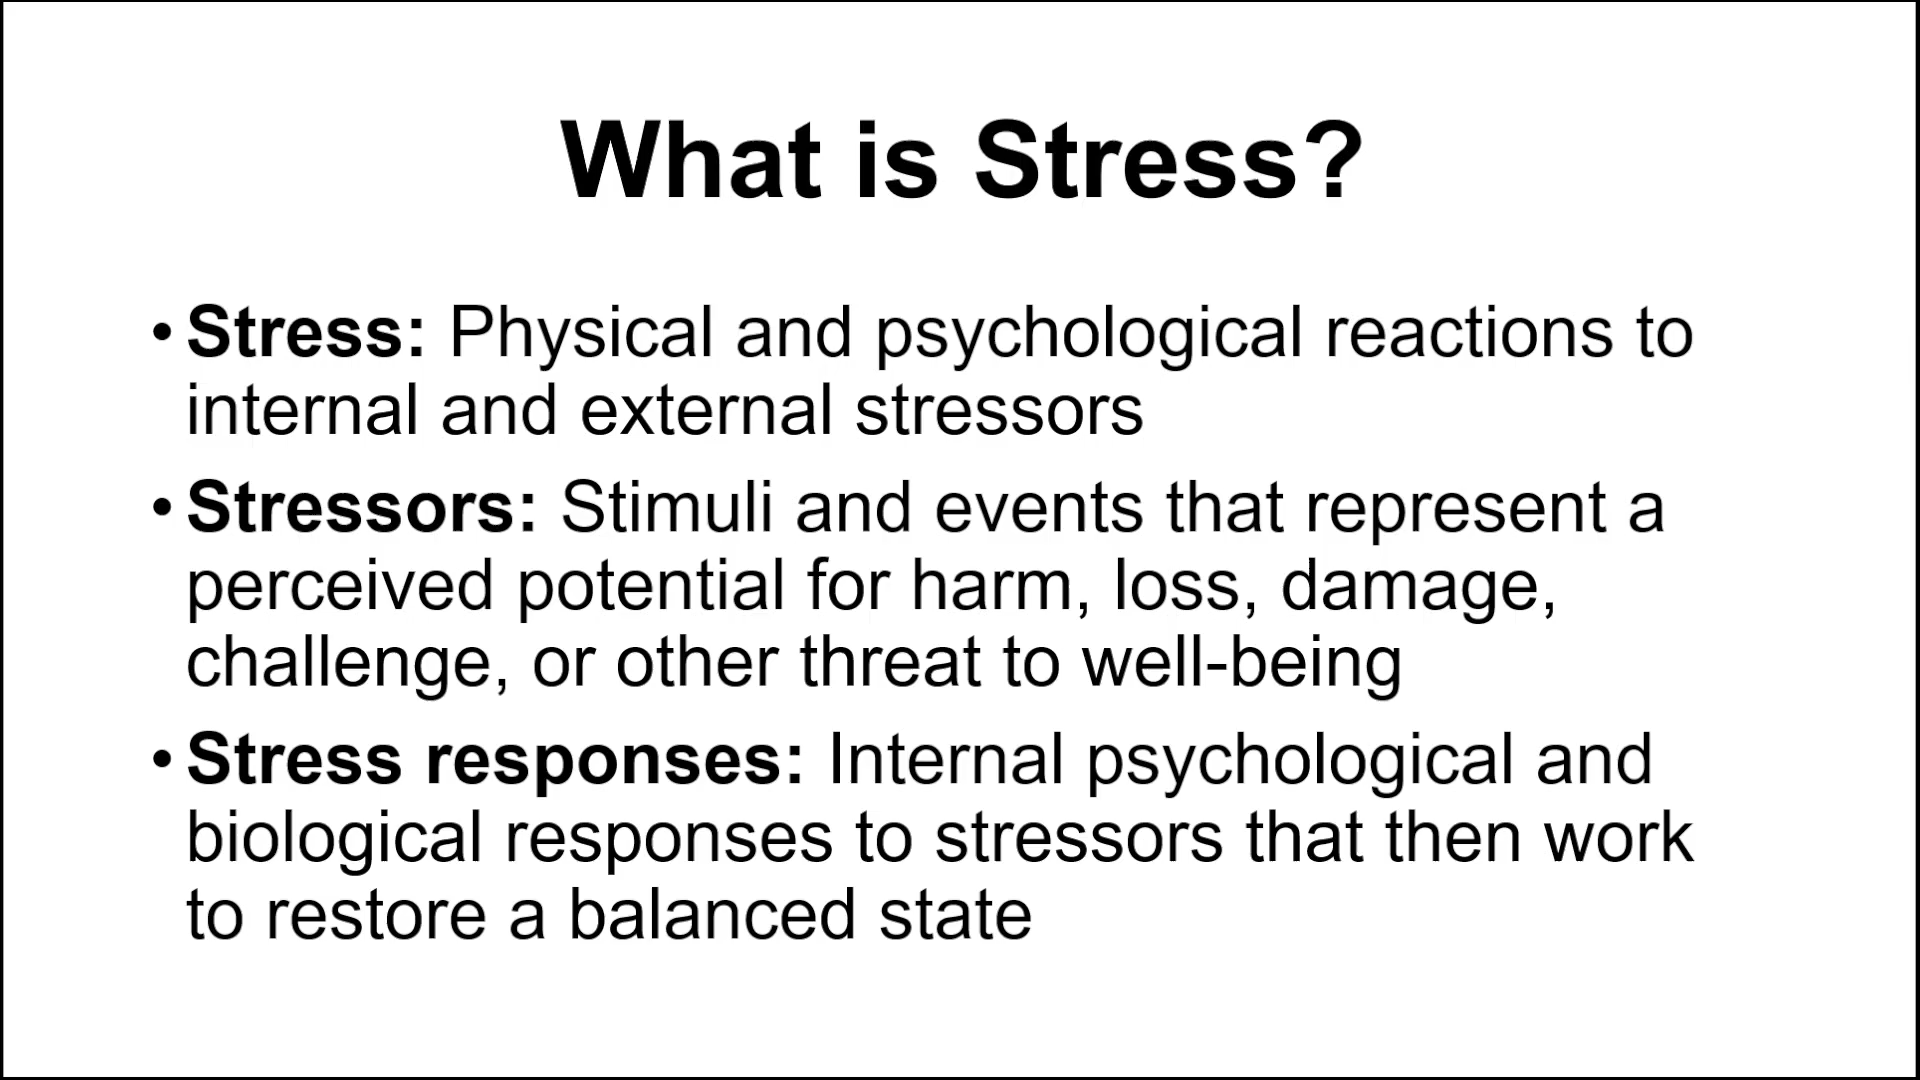 What is Stress?
• Stress: Physical and psychological reactions to
internal and external stressors
• Stressors: Stimuli and events that represent a
perceived potential for harm, loss, damage,
challenge, or other threat to well-being
• Stress responses: Internal psychological and
biological responses to stressors that then work
to restore a balanced state